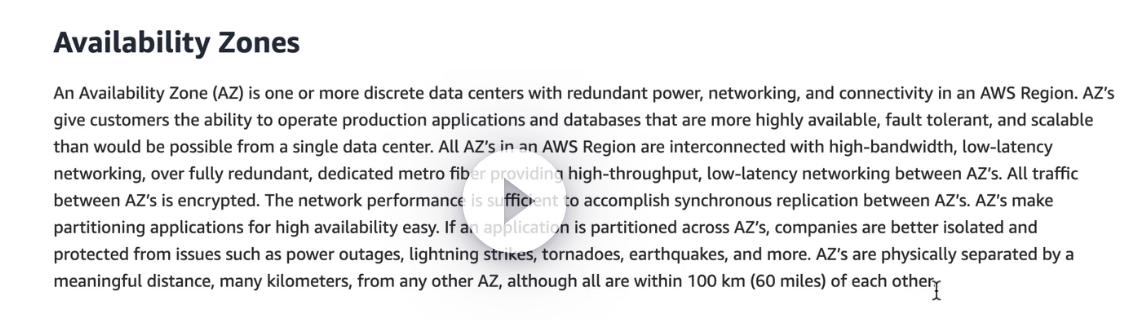 Availability Zones
An Availability Zone (AZ) is one or more discrete data centers with redundant power, networking, and connectivity in an AWS Region. AZ’s
give customers the ability to operate production applications and databases that are more highly available, fault tolerant, and scalable
than would be possible from a single data center. All AZ’s in an AWS Region are interconnected with high-bandwidth, low-latency
networking, over fully redundant, dedicated metro fiber providing high-throughput, low-latency networking between AZ’s. All traffic
between AZ’s is encrypted. The network performance is sufficient to accomplish synchronous replication between AZ’s. AZ’s make
partitioning applications for high availability easy. If an application is partitioned across AZ’s, companies are better isolated and
protected from issues such as power outages, lightning strikes, tornadoes, earthquakes, and more. AZ’s are physically separated by a
meaningful distance, many kilometers, from any other AZ, although all are within 100 km (60 miles) of each other.